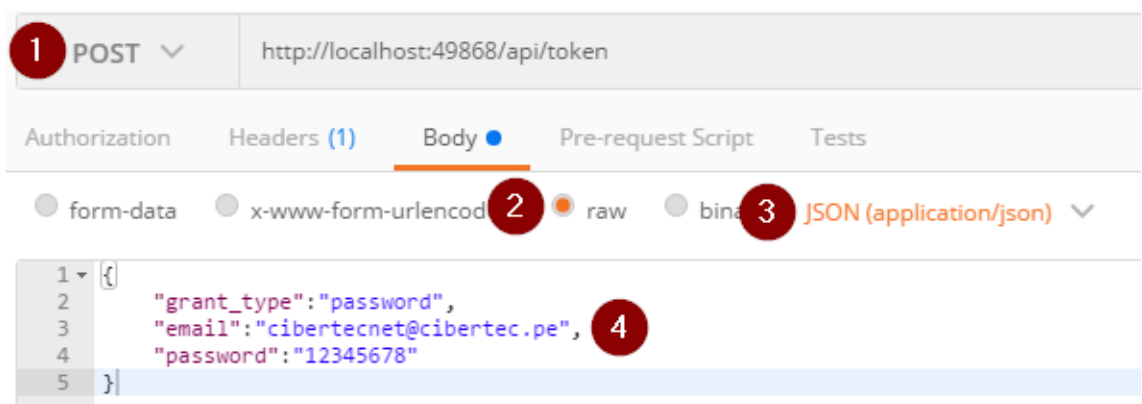 1 POST http://localhost:49868/api/token
Authorization Headers (1) Body Pre-request Script Tests
form-data x-www-form-urlencod 2 raw bina 3 JSON (application/json)
1 {
2 "grant_type":"password",
3 "email":"cibertecnet@cibertec.pe", 4
4 "password":"12345678"
5 }